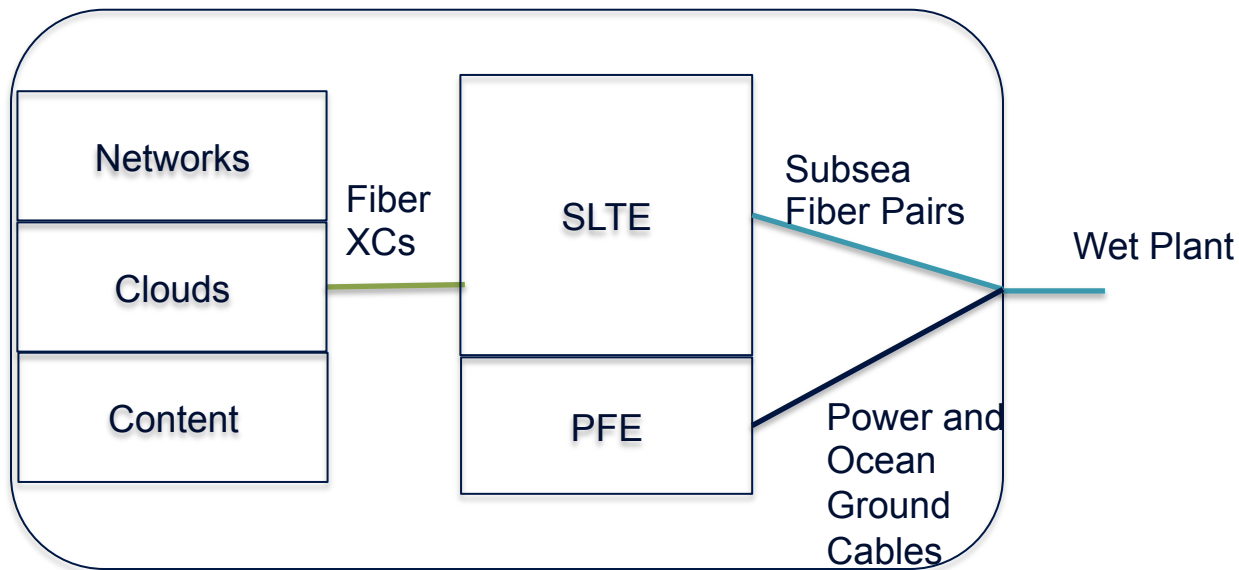 Networks
Clouds
Content
Fiber
XCs
SLTE
PFE
Subsea
Fiber Pairs
Power and
Ocean
Ground
Cables
Wet Plant